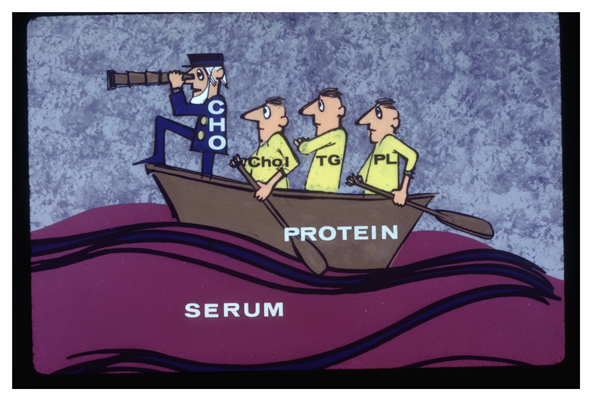 CHO
Chol
TG
PL
PROTEIN
SERUM